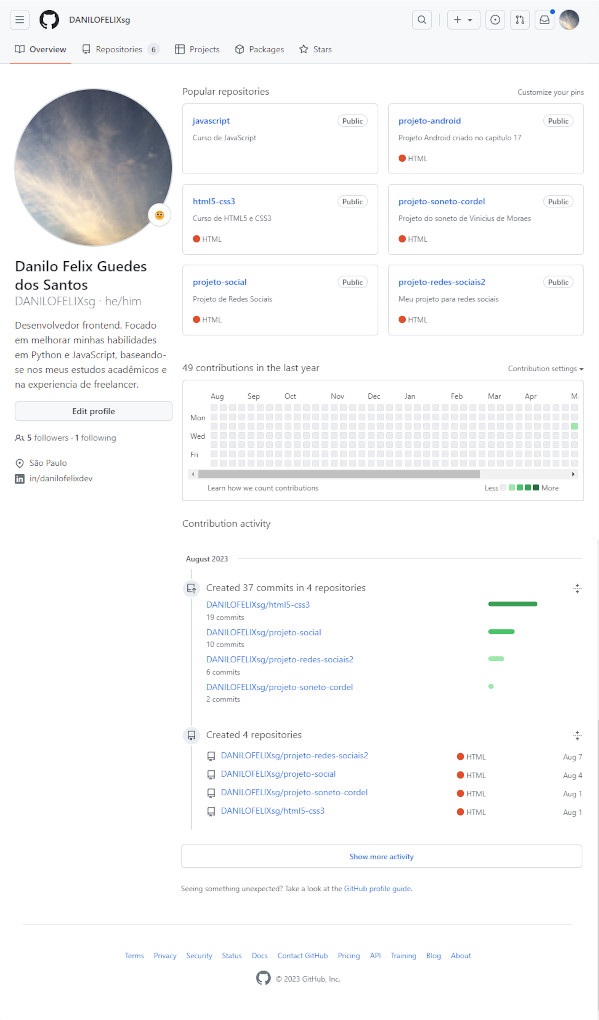 DANILOFELIXsg
Overview Repositories 6 Projects Packages Stars
Popular repositories Customize your pins
javascript Public
Curso de JavaScript
projeto-android Public
Projeto Android criado no capitulo 17
HTML
html5-css3 Public
Curso de HTML5 e CSS3
HTML
projeto-soneto-cordel Public
Projeto do soneto de Vinicius de Moraes
HTML
projeto-social Public
Projeto de Redes Sociais
HTML
projeto-redes-sociais2 Public
Meu projeto para redes sociais
HTML
Danilo Felix Guedes
dos Santos
DANILOFELIXsg · he/him
Desenvolvedor frontend. Focado
em melhorar minhas habilidades
em Python e JavaScript, baseando-
se nos meus estudos acadêmicos e
na experiencia de freelancer.
Edit profile
5 followers · 1 following
São Paulo
in/danilofelixdev
49 contributions in the last year Contribution settings
Aug Sep Oct Nov Dec Jan Feb Mar Apr M
Mon
Wed
Fri
Learn how we count contributions Less More
Contribution activity
August 2023
Created 37 commits in 4 repositories
DANILOFELIXsg/html5-css3
19 commits
DANILOFELIXsg/projeto-social
10 commits
DANILOFELIXsg/projeto-redes-sociais2
6 commits
DANILOFELIXsg/projeto-soneto-cordel
2 commits
Created 4 repositories
DANILOFELIXsg/projeto-redes-sociais2 HTML Aug 7
DANILOFELIXsg/projeto-social HTML Aug 4
DANILOFELIXsg/projeto-soneto-cordel HTML Aug 1
DANILOFELIXsg/html5-css3 HTML Aug 1
Show more activity
Seeing something unexpected? Take a look at the GitHub profile guide.
Terms Privacy Security Status Docs Contact GitHub Pricing API Training Blog About
© 2023 GitHub, Inc.